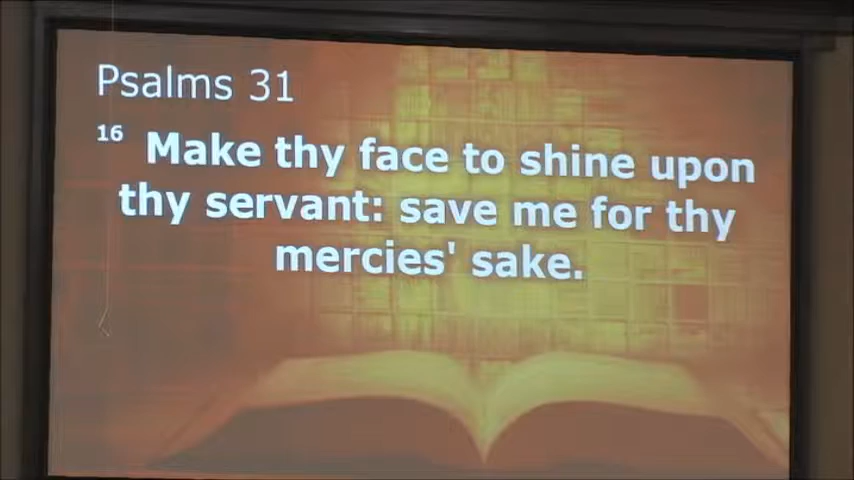 Psalms 31
16 Make thy face to shine upon
thy servant: save me for thy
mercies' sake.